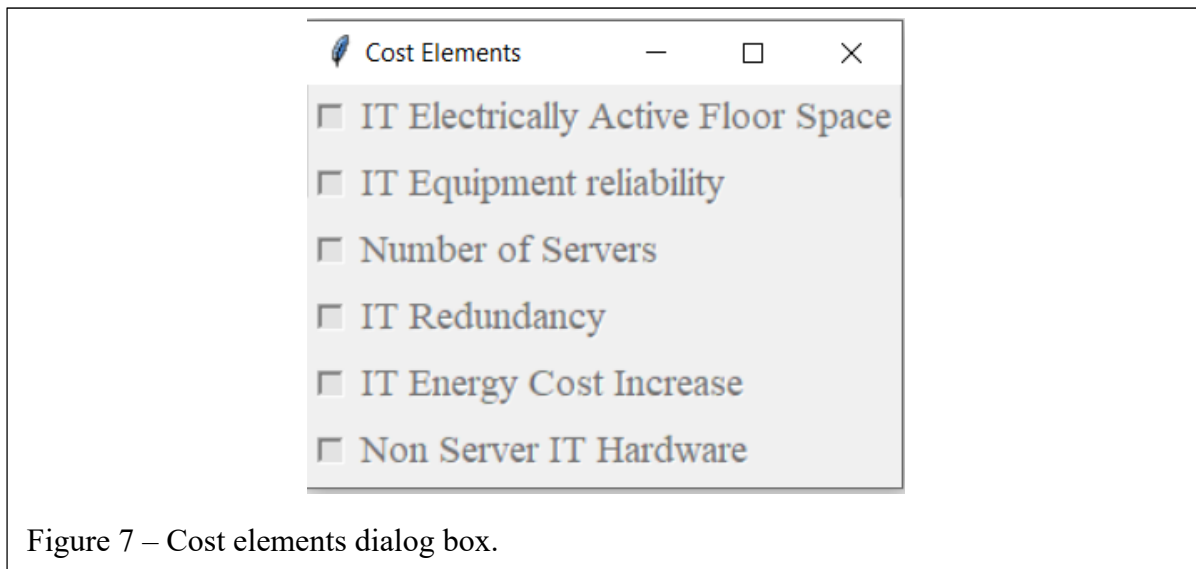 Cost Elements
IT Electrically Active Floor Space
IT Equipment reliability
Number of Servers
IT Redundancy
IT Energy Cost Increase
Non Server IT Hardware
Figure 7 – Cost elements dialog box.